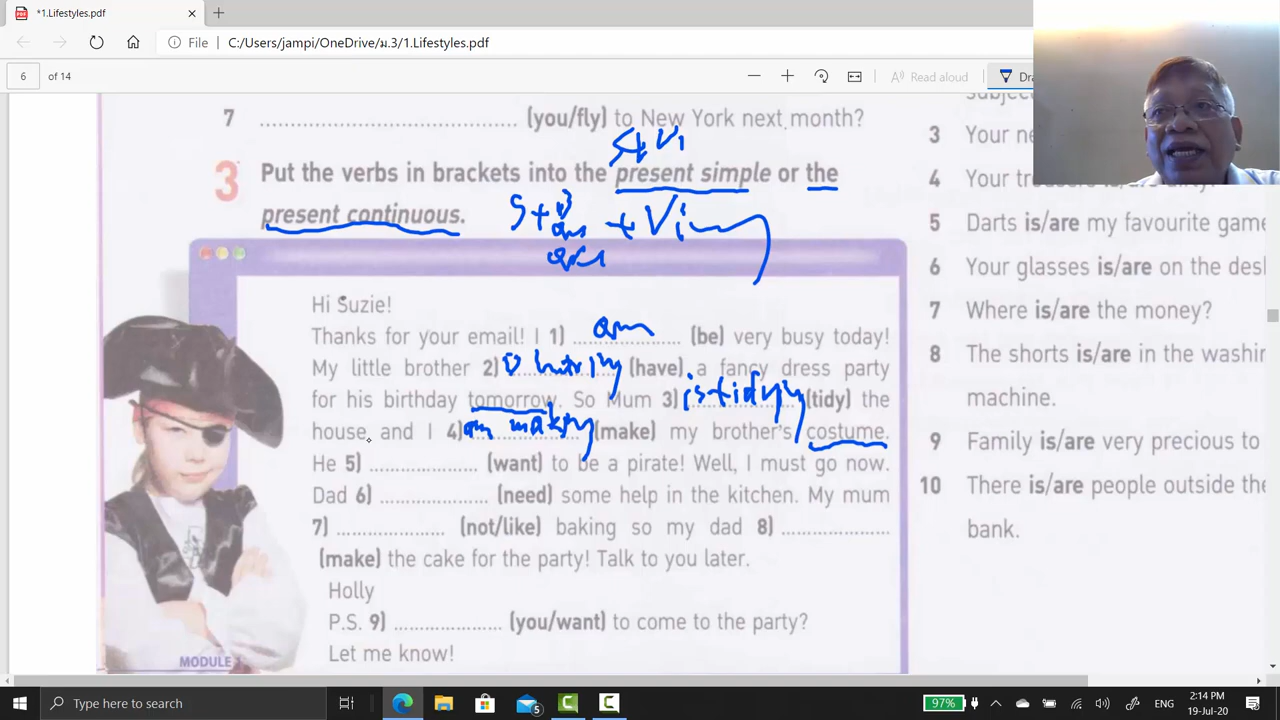 *1.Lifestyles.pdf
File C:/Users/jampi/OneDrive/ม.3/1.Lifestyles.pdf
6 of 14 Read aloud
7 ................................................ (you/fly) to New York next month?
S + V1
3 Put the verbs in brackets into the present simple or the
present continuous.
S + is + Ving
am
are
Hi Suzie!
Thanks for your email! I 1) am (be) very busy today!
My little brother 2) is having (have) a fancy dress party
for his birthday tomorrow. So Mum 3) is tidying (tidy) the
house, and I 4) am making (make) my brother's costume.
He 5) .................... (want) to be a pirate! Well, I must go now.
Dad 6) .................... (need) some help in the kitchen. My mum
7) .................... (not/like) baking so my dad 8) ....................
(make) the cake for the party! Talk to you later.
Holly
P.S. 9) .................... (you/want) to come to the party?
Let me know!
MODULE
3 Your
4 Your is/are dirty.
5 Darts is/are my favourite
6 Your glasses is/are on the
7 Where is/are the money?
8 The shorts is/are in the
machine.
9 Family is/are very precious to
10 There is/are people outside
bank.
Type here to search
5
97%
ENG
2:14 PM
19-Jul-20